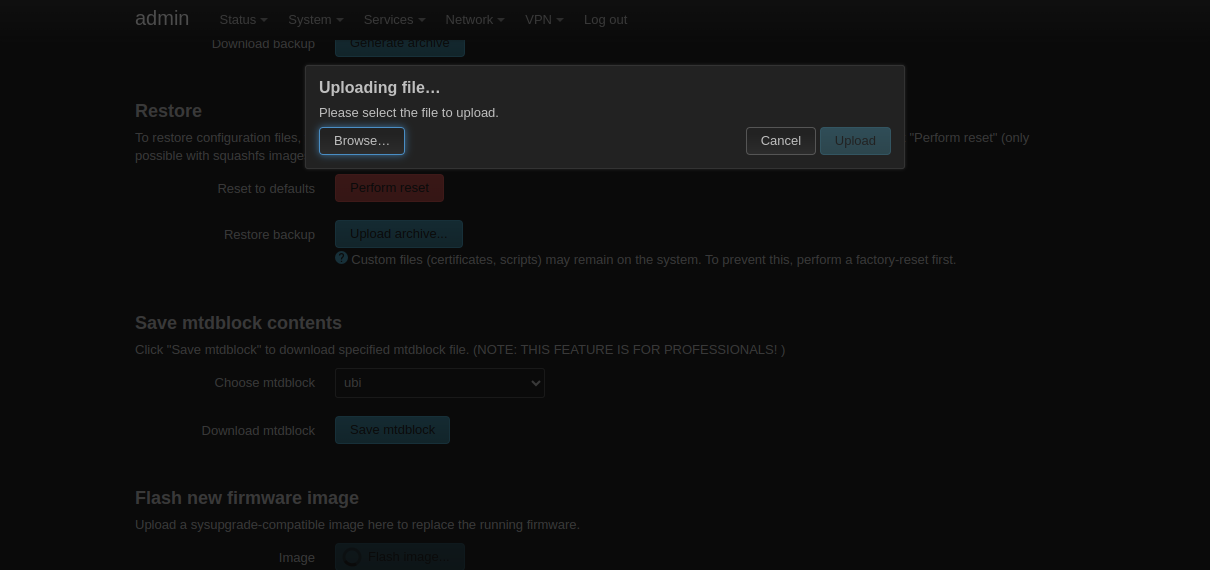 admin Status System Services Network VPN Log out
Download backup Generate archive
Uploading file…
Please select the file to upload.
Browse… Cancel Upload
Restore
To restore configuration files, "Perform reset" (only
possible with squashfs image
Reset to defaults Perform reset
Restore backup Upload archive...
? Custom files (certificates, scripts) may remain on the system. To prevent this, perform a factory-reset first.
Save mtdblock contents
Click "Save mtdblock" to download specified mtdblock file. (NOTE: THIS FEATURE IS FOR PROFESSIONALS! )
Choose mtdblock ubi
Download mtdblock Save mtdblock
Flash new firmware image
Upload a sysupgrade-compatible image here to replace the running firmware.
Image Flash image...